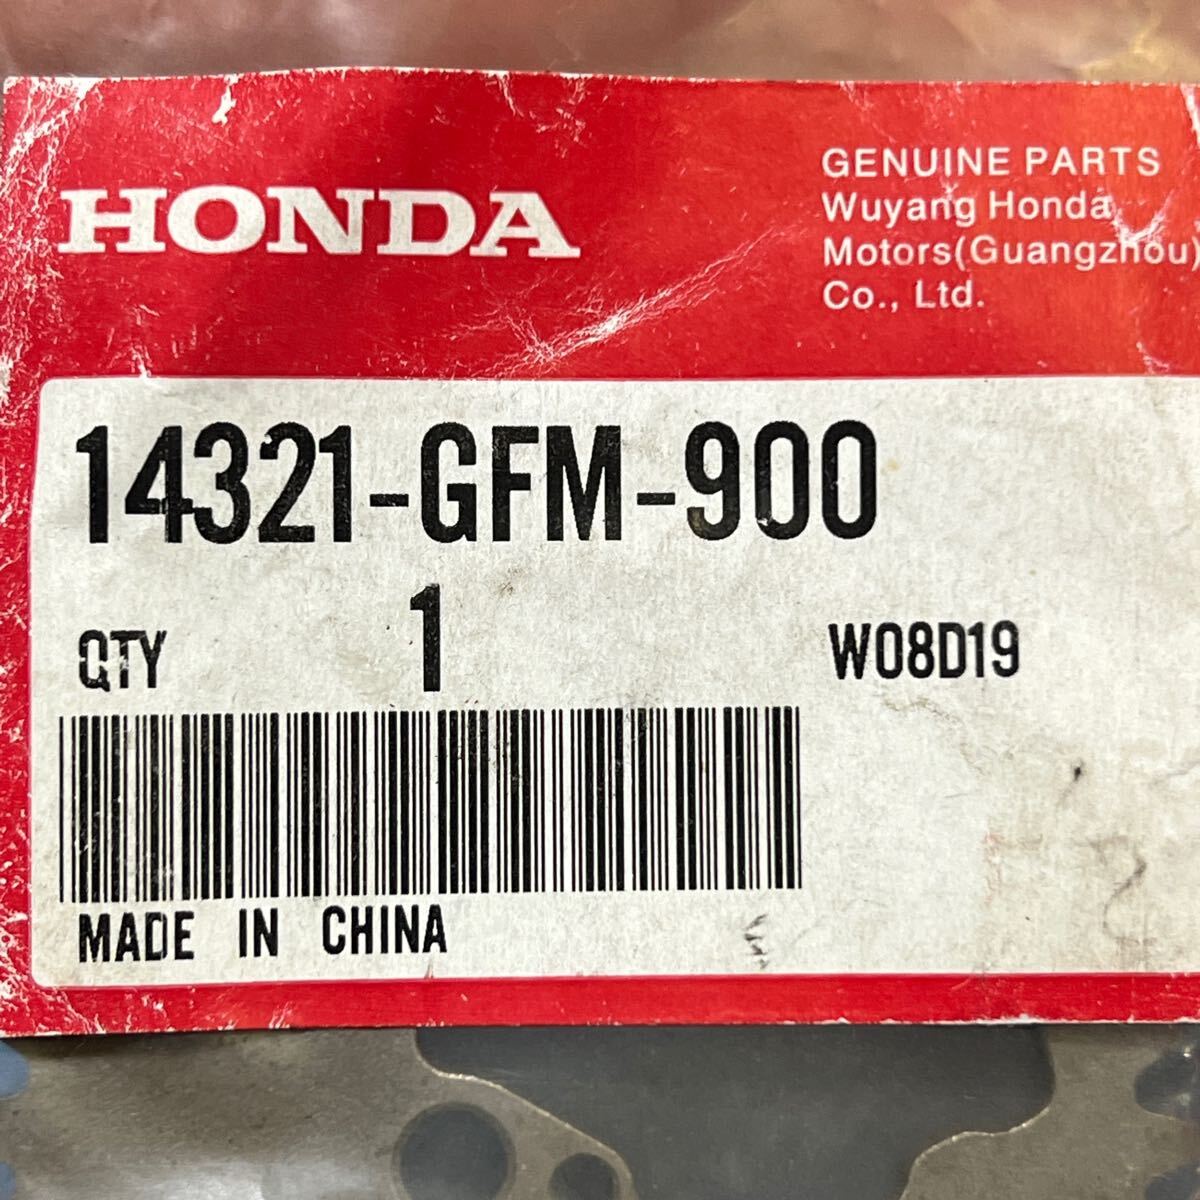 HONDA
GENUINE PARTS
Wuyang Honda
Motors(Guangzhou)
Co., Ltd.
14321-GFM-900
QTY 1 W08D19
MADE IN CHINA